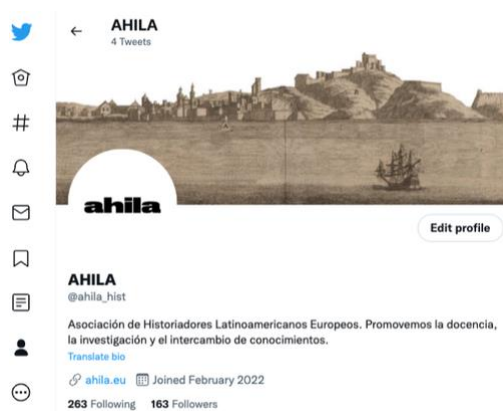 AHILA
4 Tweets
ahila
Edit profile
AHILA
@ahila_hist
Asociación de Historiadores Latinoamericanos Europeos. Promovemos la docencia,
la investigación y el intercambio de conocimientos.
Translate bio
ahila.eu Joined February 2022
263 Following 163 Followers